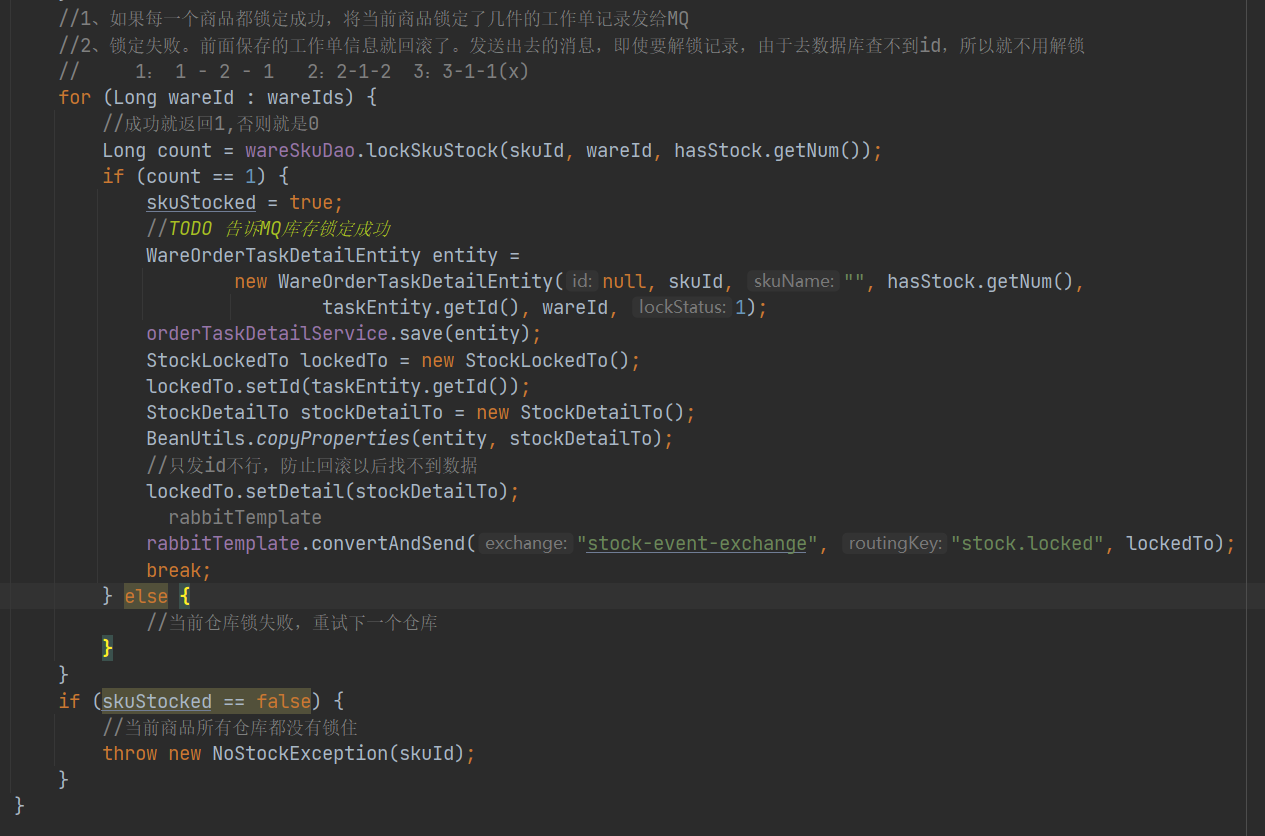 //1、如果每一个商品都锁定成功，将当前商品锁定了几件的工作单记录发给MQ
//2、锁定失败。前面保存的工作单信息就回滚了。发送出去的消息，即使要解锁记录，由于去数据库查不到id，所以就不用解锁
//     1： 1 - 2 - 1   2：2-1-2  3：3-1-1(x)
for (Long wareId : wareIds) {
//成功就返回1,否则就是0
Long count = wareSkuDao.lockSkuStock(skuId, wareId, hasStock.getNum());
if (count == 1) {
skuStocked = true;
//TODO 告诉MQ库存锁定成功
WareOrderTaskDetailEntity entity =
new WareOrderTaskDetailEntity( id: null, skuId, skuName: "", hasStock.getNum(),
taskEntity.getId(), wareId, lockStatus: 1);
orderTaskDetailService.save(entity);
StockLockedTo lockedTo = new StockLockedTo();
lockedTo.setId(taskEntity.getId());
StockDetailTo stockDetailTo = new StockDetailTo();
BeanUtils.copyProperties(entity, stockDetailTo);
//只发id不行，防止回滚以后找不到数据
lockedTo.setDetail(stockDetailTo);
rabbitTemplate
rabbitTemplate.convertAndSend( exchange: "stock-event-exchange", routingKey: "stock.locked", lockedTo);
break;
} else {
//当前仓库锁失败，重试下一个仓库
}
}
if (skuStocked == false) {
//当前商品所有仓库都没有锁住
throw new NoStockException(skuId);
}
}